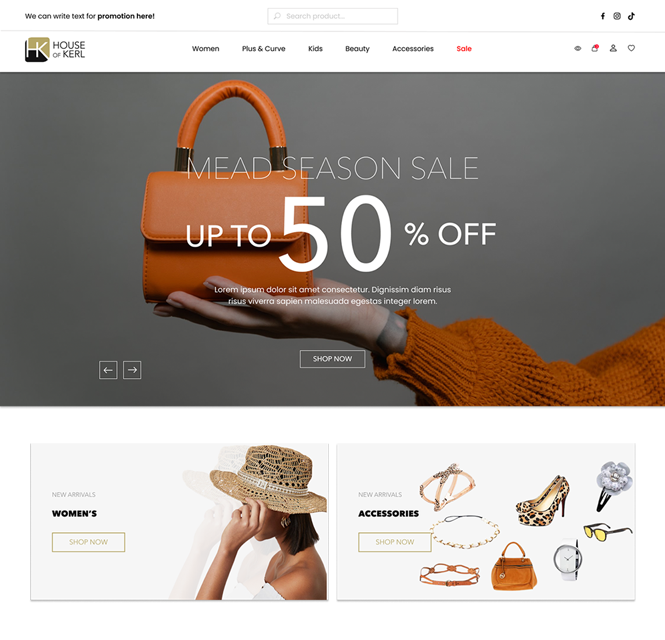 We can write text for promotion here!
Search product...
HK HOUSE
OF KERL
Women Plus & Curve Kids Beauty Accessories Sale
MEAD SEASON SALE
UP TO 50 % OFF
Lorem ipsum dolor sit amet consectetur. Dignissim diam risus
risus viverra sapien malesuada egestas integer lorem.
SHOP NOW
NEW ARRIVALS
WOMEN'S
SHOP NOW
NEW ARRIVALS
ACCESSORIES
SHOP NOW